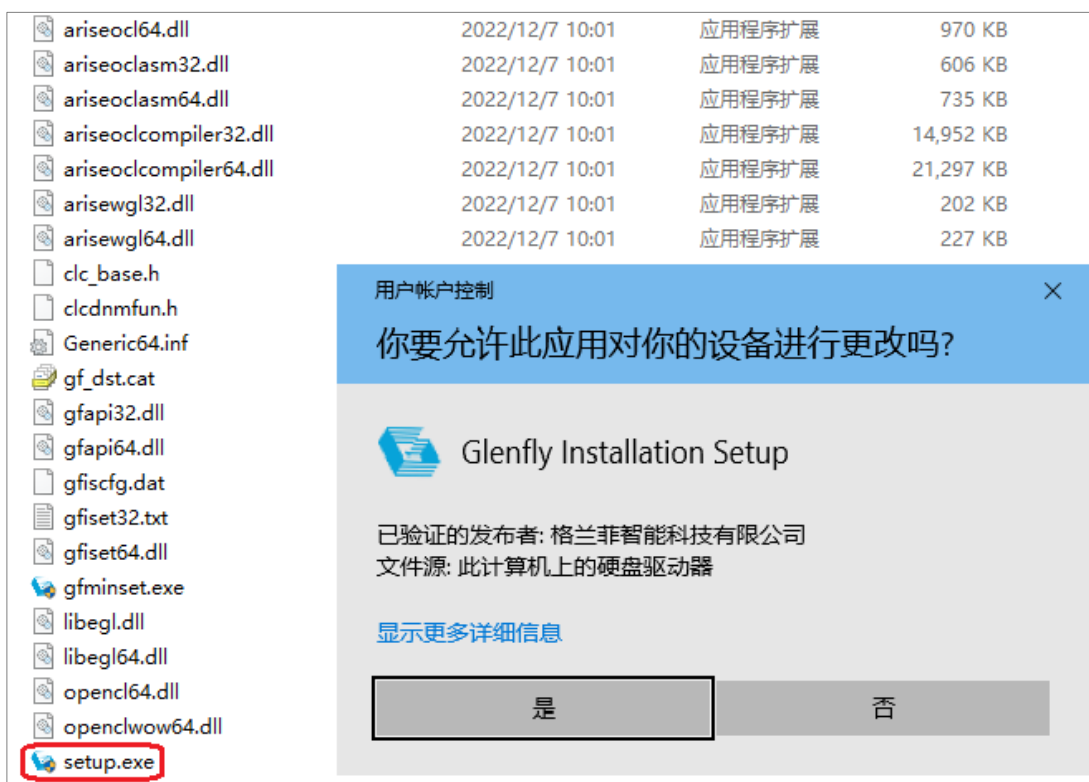 ariseocl64.dll 2022/12/7 10:01 应用程序扩展 970 KB
ariseoclasm32.dll 2022/12/7 10:01 应用程序扩展 606 KB
ariseoclasm64.dll 2022/12/7 10:01 应用程序扩展 735 KB
ariseoclcompiler32.dll 2022/12/7 10:01 应用程序扩展 14,952 KB
ariseoclcompiler64.dll 2022/12/7 10:01 应用程序扩展 21,297 KB
arisewgl32.dll 2022/12/7 10:01 应用程序扩展 202 KB
arisewgl64.dll 2022/12/7 10:01 应用程序扩展 227 KB
clc_base.h
clcdnmfun.h
Generic64.inf
gf_dst.cat
gfapi32.dll
gfapi64.dll
gfiscfg.dat
gfiset32.txt
gfiset64.dll
gfminset.exe
libegl.dll
libegl64.dll
opencl64.dll
openclwow64.dll
setup.exe
用户帐户控制
你要允许此应用对你的设备进行更改吗?
Glenfly Installation Setup
已验证的发布者: 格兰菲智能科技有限公司
文件源: 此计算机上的硬盘驱动器
显示更多详细信息
是 否